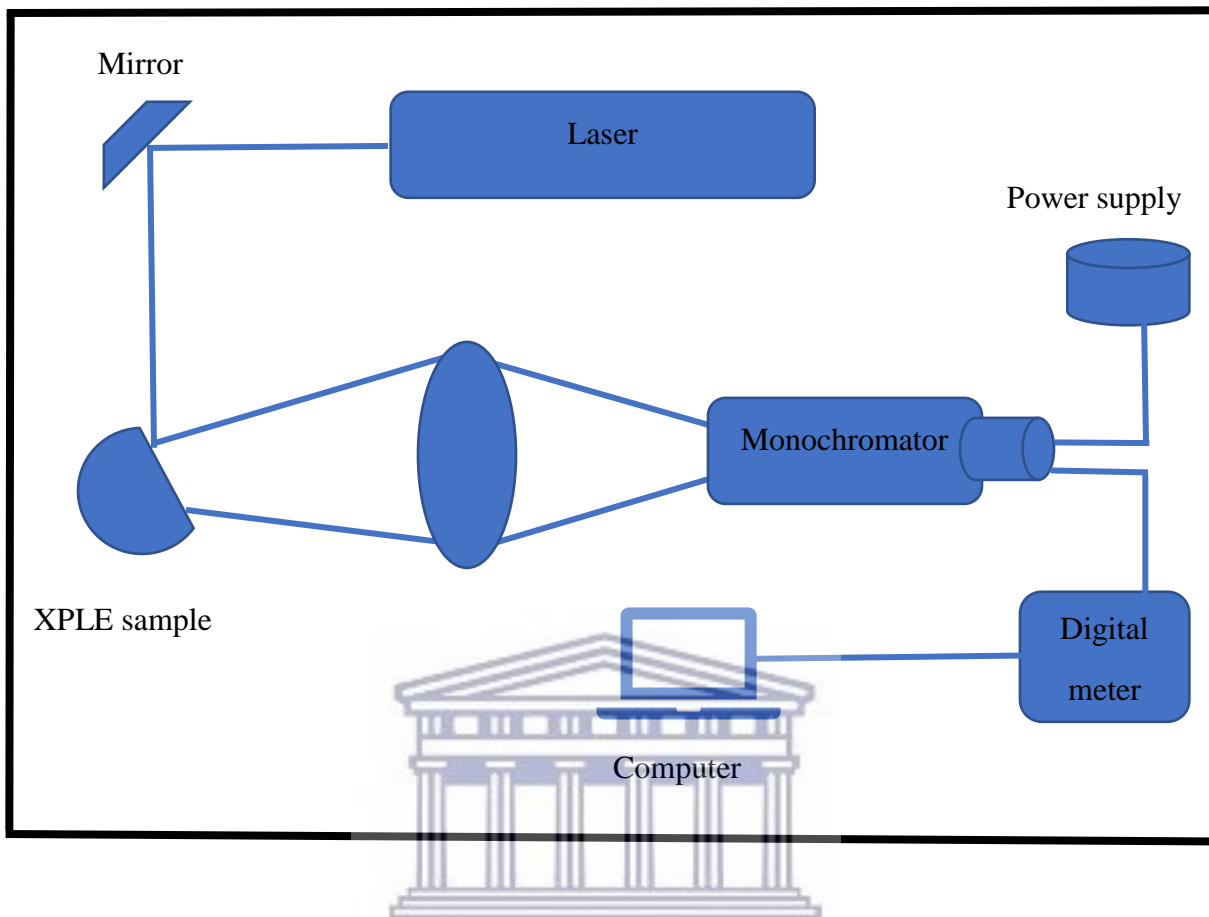 Mirror
Laser
Power supply
Monochromator
XPLE sample
Digital
meter
Computer